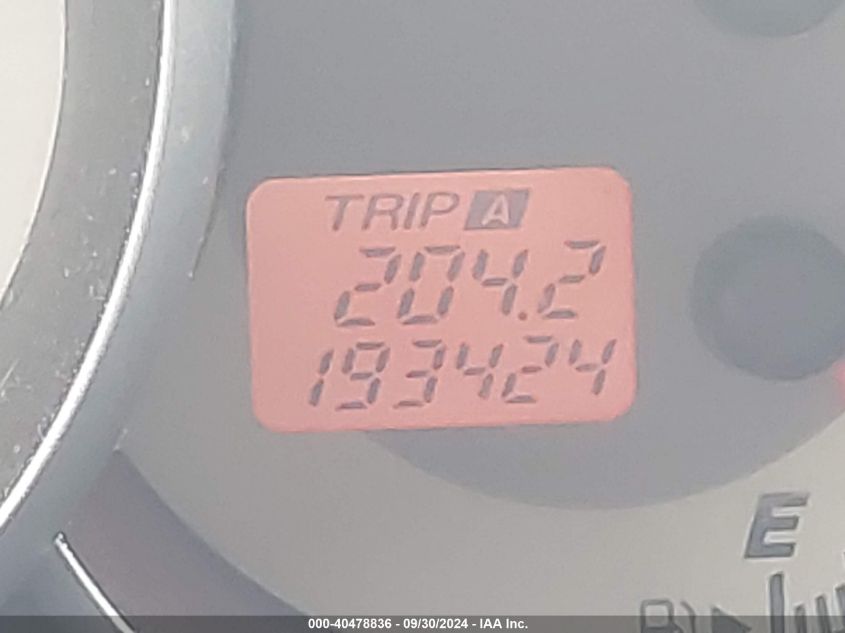 TRIP A
204.2
193424
E
000-40478836 - 09/30/2024 - IAA Inc.